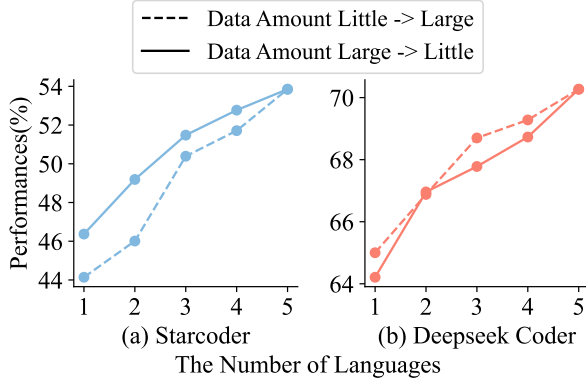 Data Amount Little -> Large
Data Amount Large -> Little
Performances(%)
54
52
50
48
46
44
1 2 3 4 5
(a) Starcoder
70
68
66
64
1 2 3 4 5
(b) Deepseek Coder
The Number of Languages